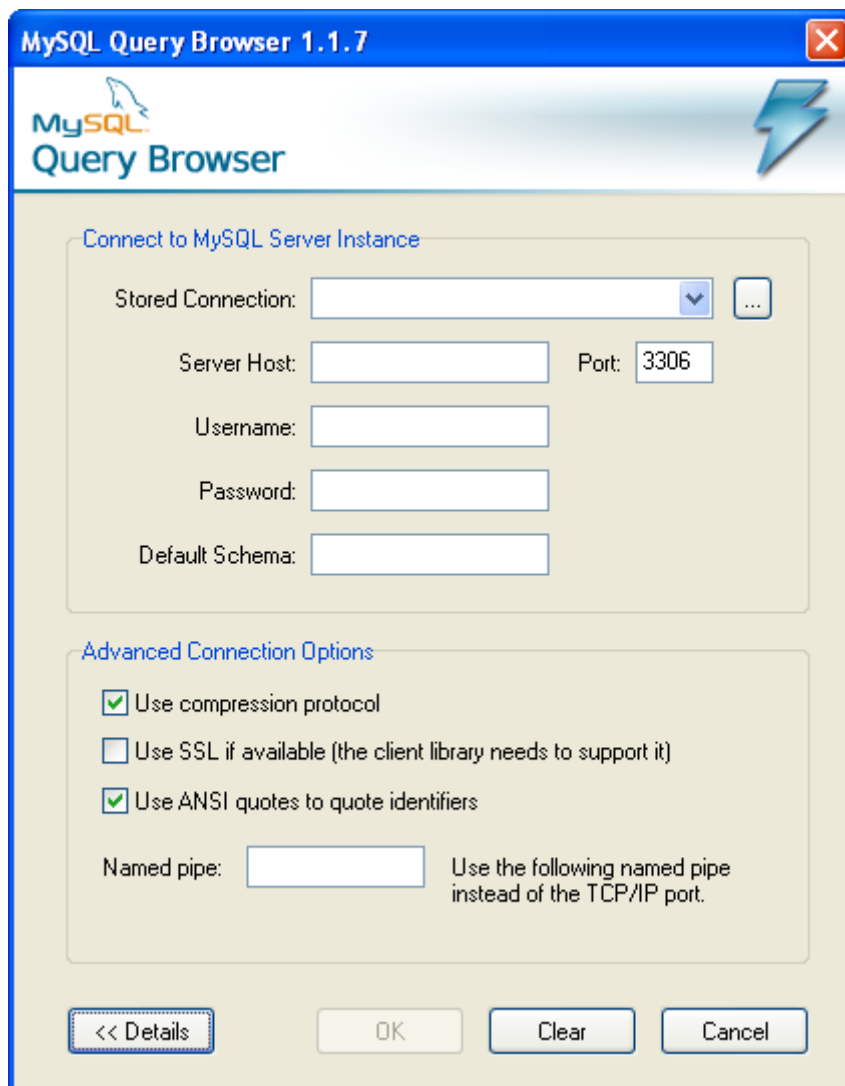 MySQL Query Browser 1.1.7
MySQL
Query Browser
Connect to MySQL Server Instance
Stored Connection:
...
Server Host:
Port: 3306
Username:
Password:
Default Schema:
Advanced Connection Options
Use compression protocol
Use SSL if available (the client library needs to support it)
Use ANSI quotes to quote identifiers
Named pipe:
Use the following named pipe
instead of the TCP/IP port.
<< Details
OK
Clear
Cancel